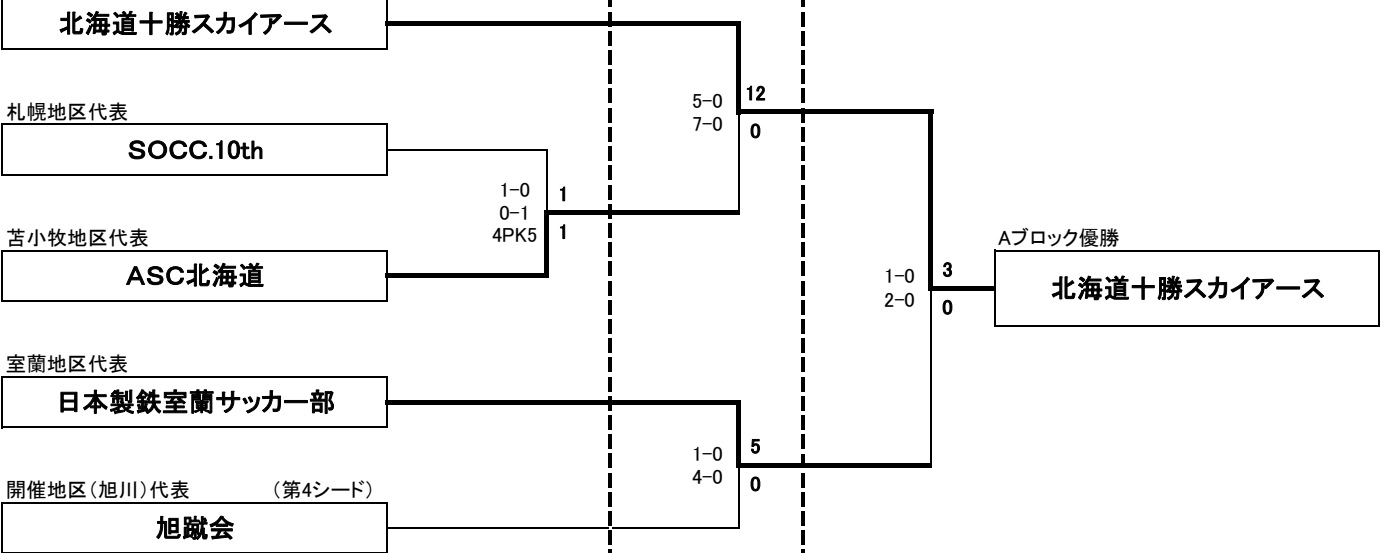 北海道十勝スカイアース
札幌地区代表
SOCC.10th
苫小牧地区代表
ASC北海道
室蘭地区代表
日本製鉄室蘭サッカー部
開催地区(旭川)代表 (第4シード)
旭蹴会
1-0
0-1
4PK5
1
1
5-0
7-0
12
0
1-0
4-0
5
0
1-0
2-0
3
0
Aブロック優勝
北海道十勝スカイアース